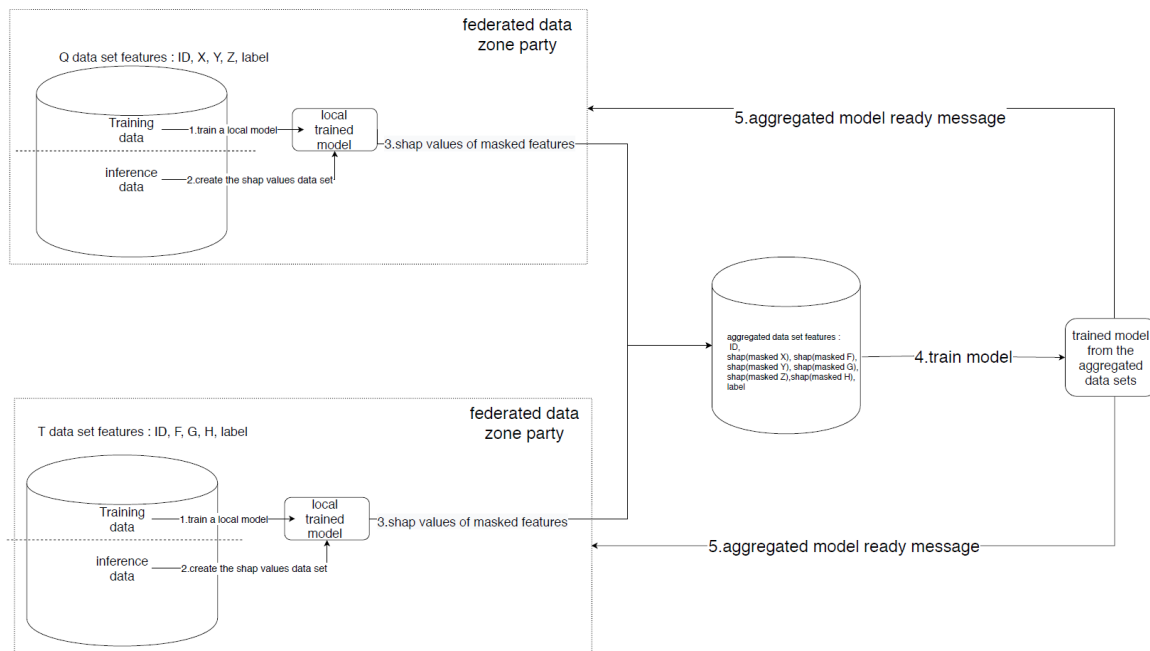 federated data
zone party
Q data set features : ID, X, Y, Z, label
Training
data
1.train a local model
local
trained
model
3.shap values of masked features
inference
data
2.create the shap values data set
5.aggregated model ready message
aggregated data set features :
ID,
shap(masked X), shap(masked F),
shap(masked Y), shap(masked G),
shap(masked Z),shap(masked H),
label
4.train model
trained model
from the
aggregated
data sets
federated data
zone party
T data set features : ID, F, G, H, label
Training
data
1.train a local model
local
trained
model
3.shap values of masked features
inference
data
2.create the shap values data set
5.aggregated model ready message